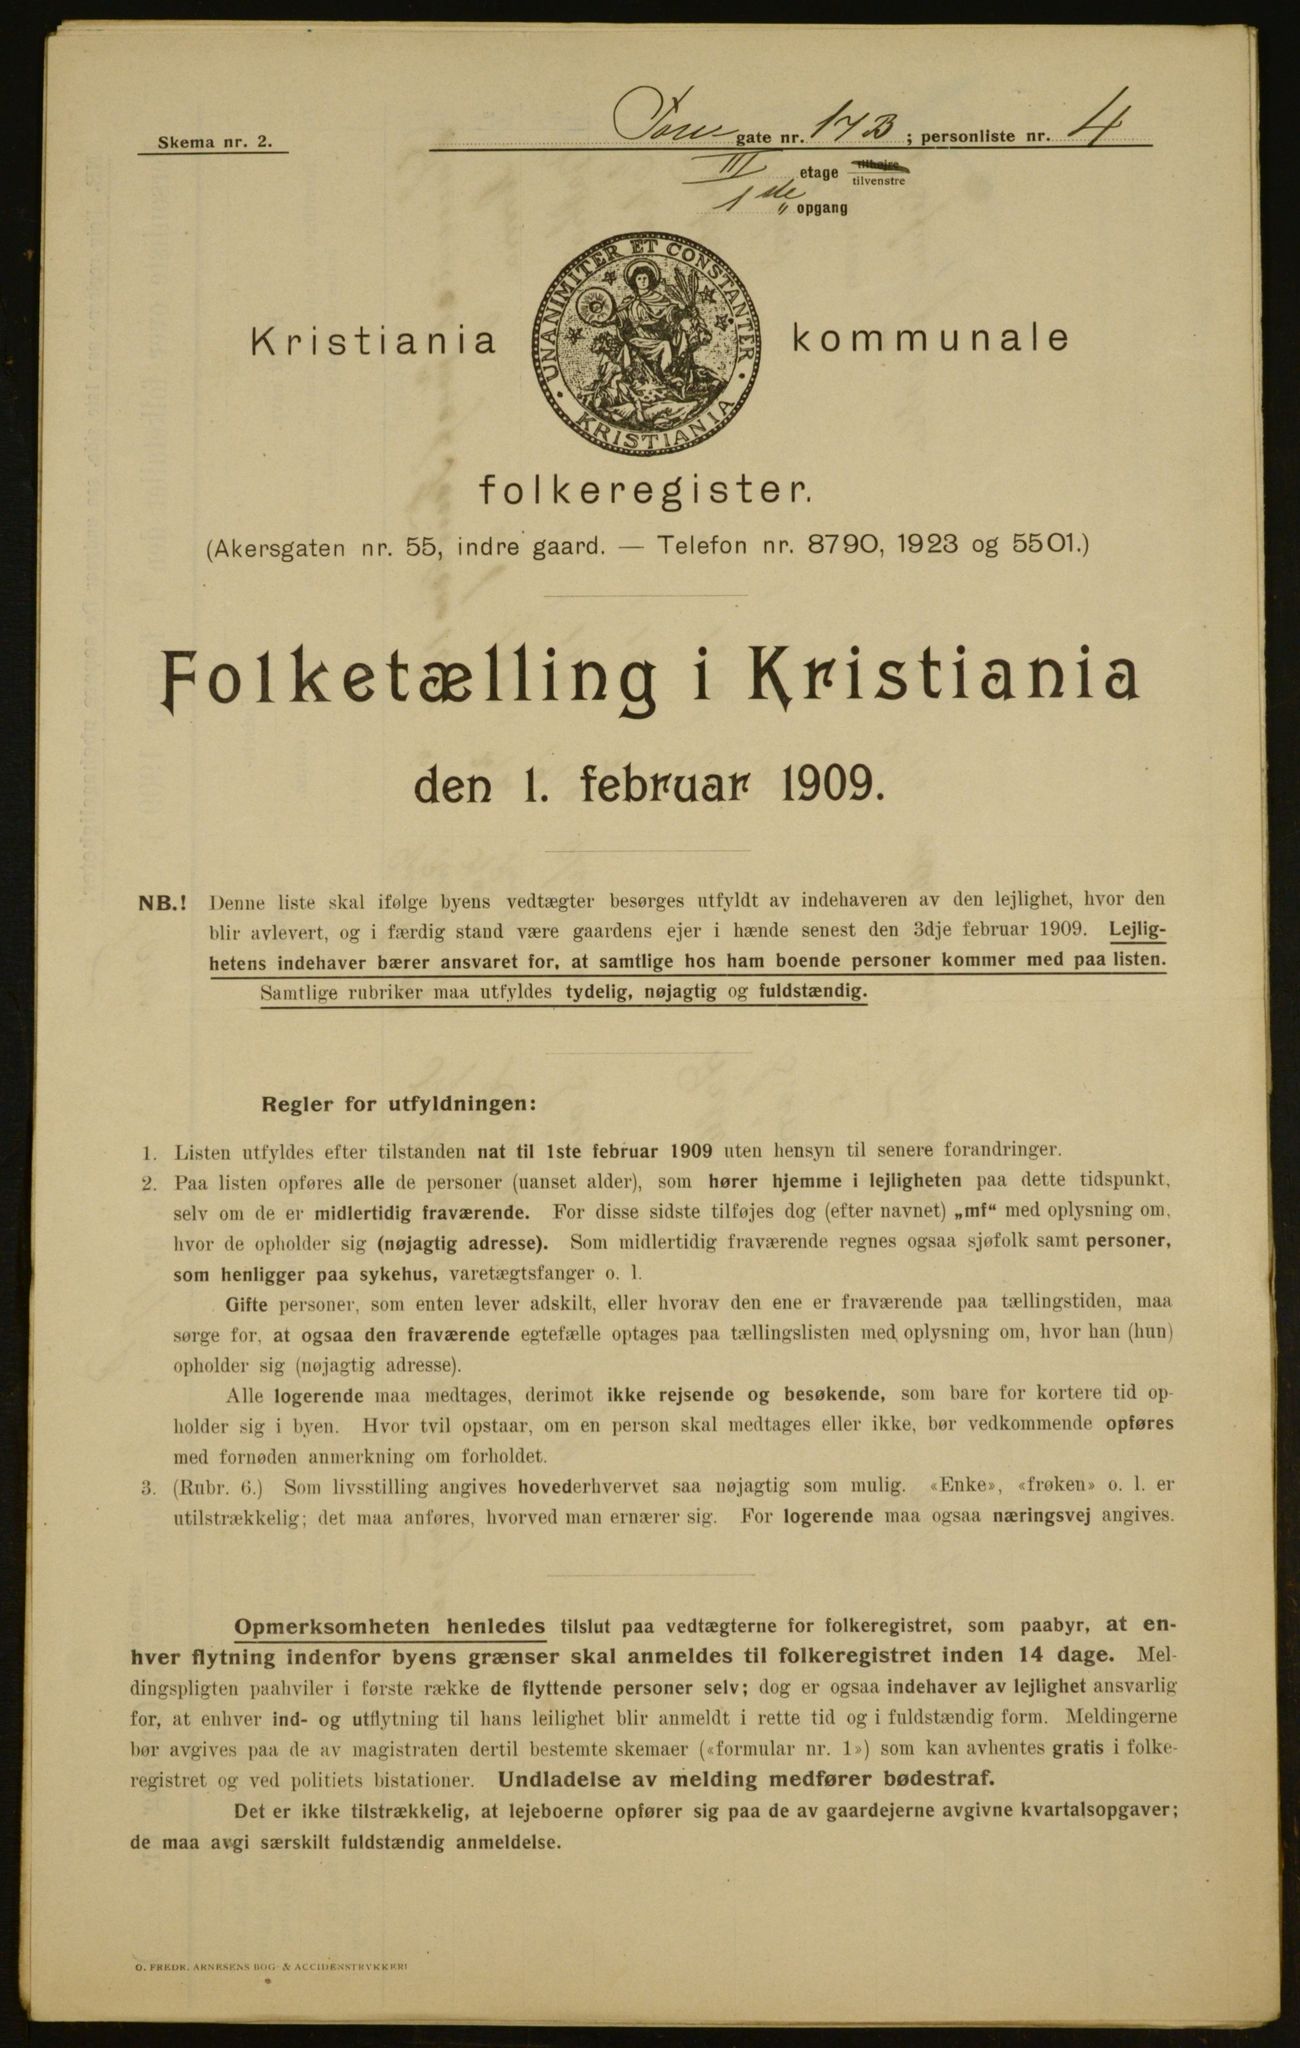 Skema nr. 2.
gate nr. 17B ; personliste nr. 4
III etage tilhøjre
tilvenstre
1 de opgang
UNANIMITER ET CONSTANTER
KRISTIANIA
Kristiania kommunale
folkeregister.
(Akersgaten nr. 55, indre gaard. — Telefon nr. 8790, 1923 og 5501.)
Folketælling i Kristiania
den 1. februar 1909.
NB.! Denne liste skal ifølge byens vedtægter besørges utfyldt av indehaveren av den lejlighet, hvor den
blir avlevert, og i færdig stand være gaardens ejer i hænde senest den 3dje februar 1909. Lejlig-
hetens indehaver bærer ansvaret for, at samtlige hos ham boende personer kommer med paa listen.
Samtlige rubriker maa utfyldes tydelig, nøjagtig og fuldstændig.
Regler for utfyldningen:
1. Listen utfyldes efter tilstanden nat til 1ste februar 1909 uten hensyn til senere forandringer.
2. Paa listen opføres alle de personer (uanset alder), som hører hjemme i lejligheten paa dette tidspunkt,
selv om de er midlertidig fraværende. For disse sidste tilføjes dog (efter navnet) „mf“ med oplysning om,
hvor de opholder sig (nøjagtig adresse). Som midlertidig fraværende regnes ogsaa sjøfolk samt personer,
som henligger paa sykehus, varetægtsfanger o. l.
Gifte personer, som enten lever adskilt, eller hvorav den ene er fraværende paa tællingstiden, maa
sørge for, at ogsaa den fraværende egtefælle optages paa tællingslisten med oplysning om, hvor han (hun)
opholder sig (nøjagtig adresse).
Alle logerende maa medtages, derimot ikke rejsende og besøkende, som bare for kortere tid op-
holder sig i byen. Hvor tvil opstaar, om en person skal medtages eller ikke, bør vedkommende opføres
med fornøden anmerkning om forholdet.
3. (Rubr. 6.) Som livsstilling angives hovederhvervet saa nøjagtig som mulig. «Enke», «frøken» o. l. er
utilstrækkelig; det maa anføres, hvorved man ernærer sig. For logerende maa ogsaa næringsvej angives.
Opmerksomheten henledes tilslut paa vedtægterne for folkeregistret, som paabyr, at en-
hver flytning indenfor byens grænser skal anmeldes til folkeregistret inden 14 dage. Mel-
dingspligten paahviler i første række de flyttende personer selv; dog er ogsaa indehaver av lejlighet ansvarlig
for, at enhver ind- og utflytning til hans leilighet blir anmeldt i rette tid og i fuldstændig form. Meldingerne
bør avgives paa de av magistraten dertil bestemte skemaer («formular nr. 1») som kan avhentes gratis i folke-
registret og ved politiets bistationer. Undladelse av melding medfører bødestraf.
Det er ikke tilstrækkelig, at lejeboerne opfører sig paa de av gaardejerne avgivne kvartalsopgaver;
de maa avgi særskilt fuldstændig anmeldelse.
O. FREDR. ARNESENS BOG- & ACCIDENSTRYKKERI